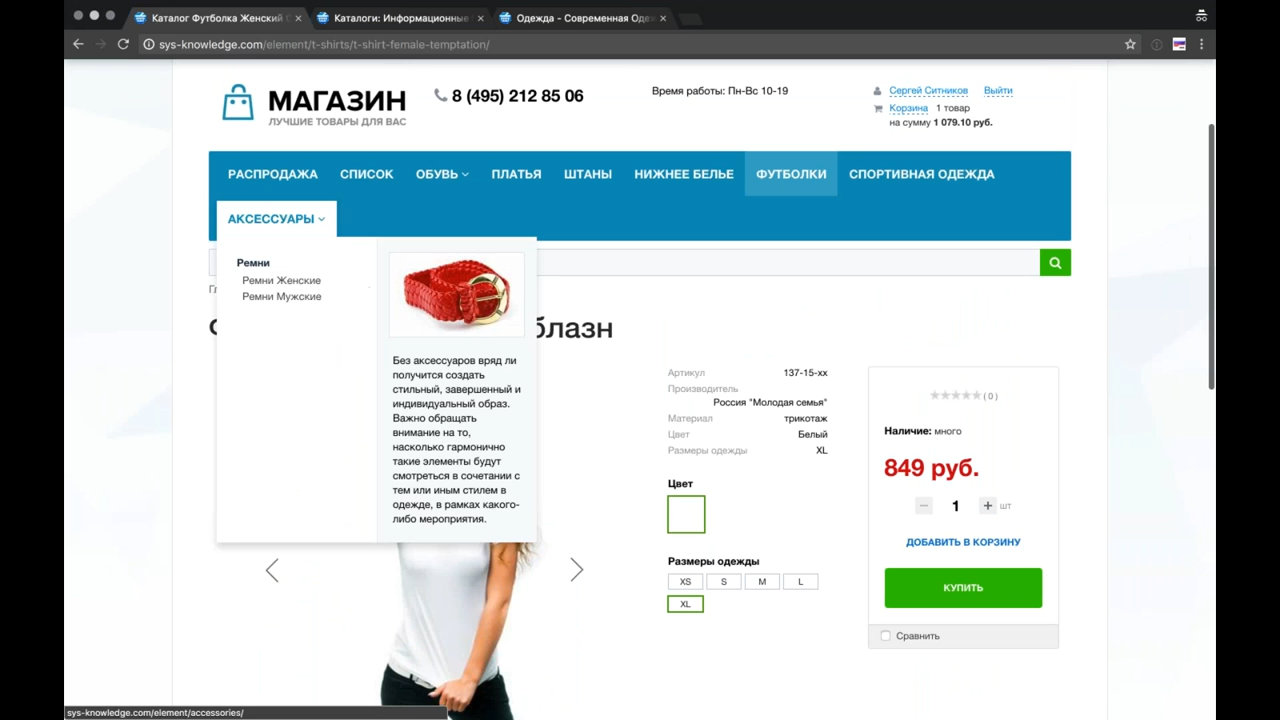 Каталог Футболка Женский С
Каталоги: Информационные
Одежда - Современная Одеж
sys-knowledge.com/element/t-shirts/t-shirt-female-temptation/
МАГАЗИН
ЛУЧШИЕ ТОВАРЫ ДЛЯ ВАС
8 (495) 212 85 06
Время работы: Пн-Вс 10-19
Сергей Ситников Выйти
Корзина 1 товар
на сумму 1 079.10 руб.
РАСПРОДАЖА СПИСОК ОБУВЬ ПЛАТЬЯ ШТАНЫ НИЖНЕЕ БЕЛЬЕ ФУТБОЛКИ СПОРТИВНАЯ ОДЕЖДА
АКСЕССУАРЫ
Ремни
Ремни Женские
Ремни Мужские
Без аксессуаров вряд ли
получится создать
стильный, завершенный и
индивидуальный образ.
Важно обращать
внимание на то,
насколько гармонично
такие элементы будут
смотреться в сочетании с
тем или иным стилем в
одежде, в рамках какого-
либо мероприятия.
блазн
Артикул 137-15-xx
Производитель
Россия "Молодая семья"
Материал трикотаж
Цвет Белый
Размеры одежды XL
Цвет
Размеры одежды
XS S M L
XL
( 0 )
Наличие: много
849 руб.
− 1 + шт
ДОБАВИТЬ В КОРЗИНУ
КУПИТЬ
Сравнить
sys-knowledge.com/element/accessories/